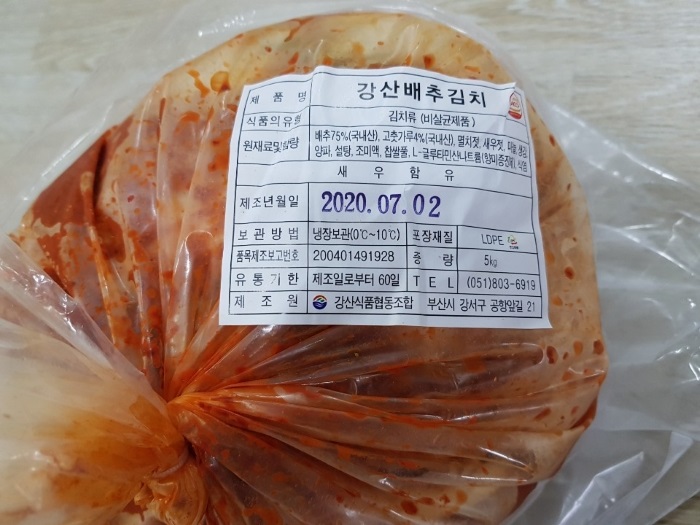 제품명 강산배추김치
식품의유형 김치류 (비살균제품)
원재료및함량 배추75%(국내산), 고춧가루4%(국내산), 멸치젓, 새우젓, 마늘, 생강
양파, 설탕, 조미액, 찹쌀풀, L-글루타민산나트륨(향미증진제), 식염
새우함유
제조년월일 2020.07.02
보관방법 냉장보관(0℃~10℃) 포장재질 LDPE
품목제조보고번호 200401491928 중량 5kg
유통기한 제조일로부터 60일 TEL (051)803-6919
제조원 강산식품협동조합 부산시 강서구 공항앞길 21